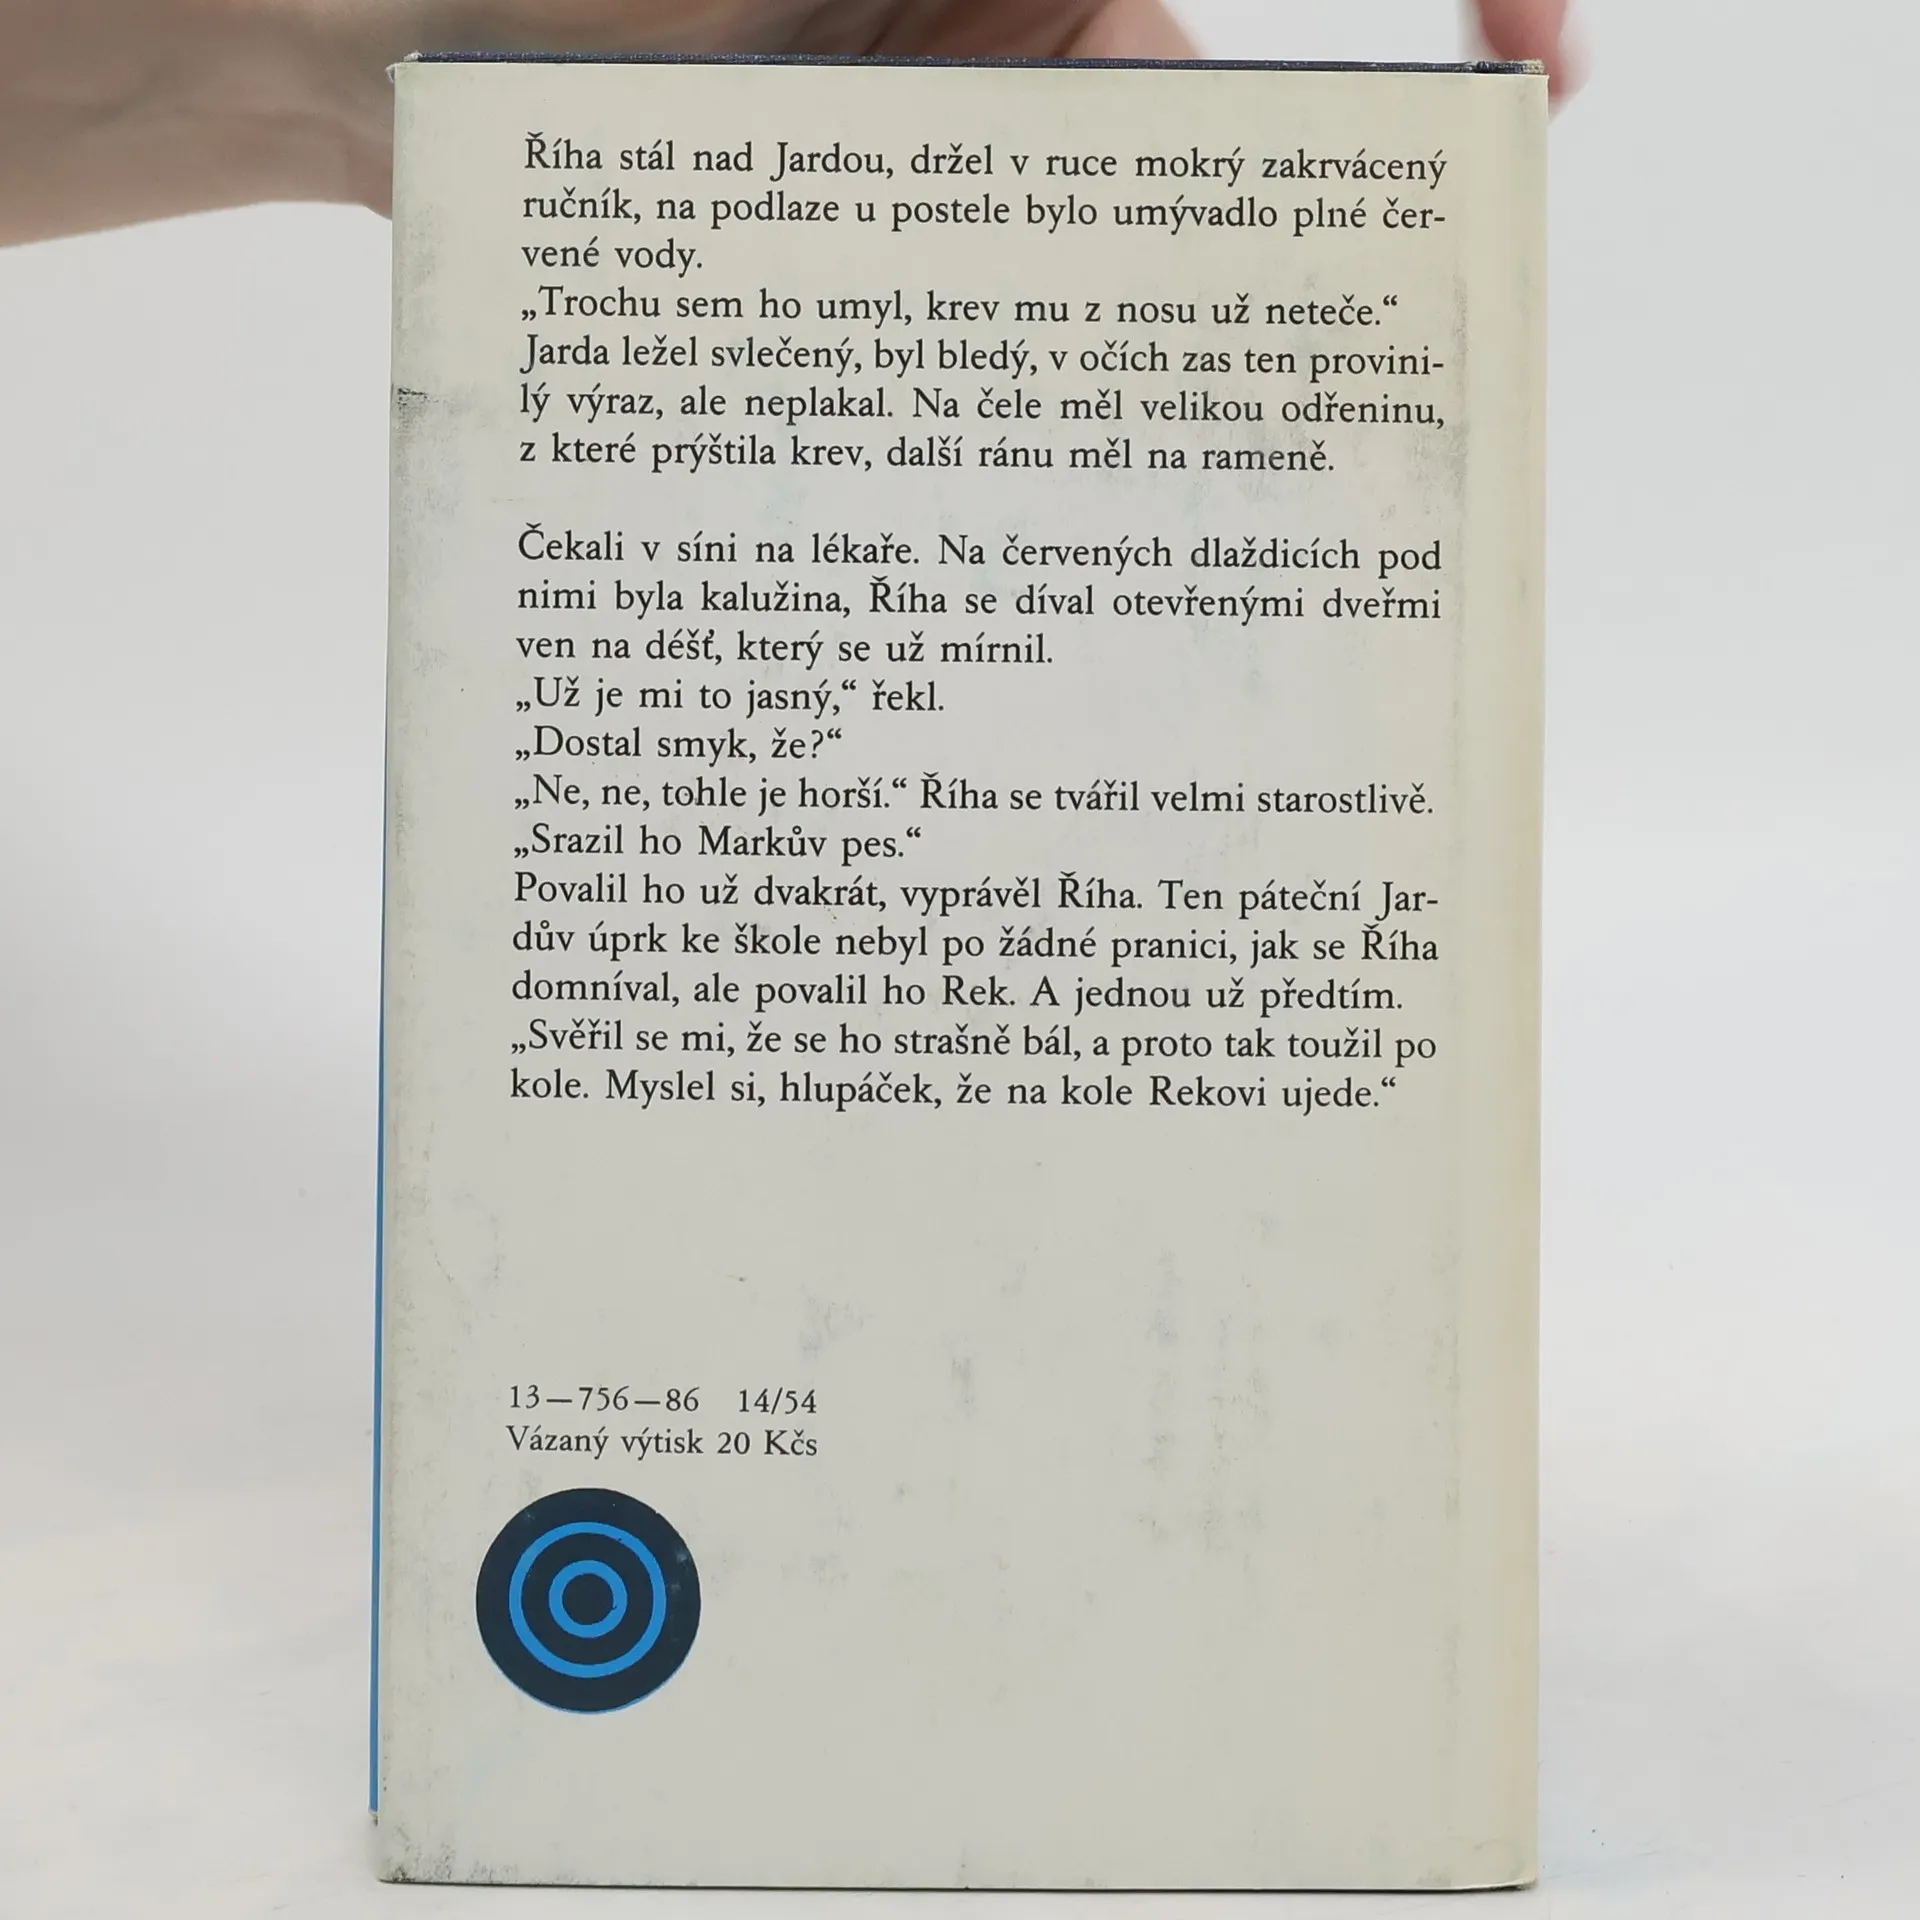 Říha stál nad Jardou, držel v ruce mokrý zakrvácený
ručník, na podlaze u postele bylo umývadlo plné čer-
vené vody.
„Trochu sem ho umyl, krev mu z nosu už neteče.“
Jarda ležel svlečený, byl bledý, v očích zas ten provini-
lý výraz, ale neplakal. Na čele měl velikou odřeninu,
z které prýštila krev, další ránu měl na rameně.
Čekali v síni na lékaře. Na červených dlaždicích pod
nimi byla kalužina, Říha se díval otevřenými dveřmi
ven na déšť, který se už mírnil.
„Už je mi to jasný,“ řekl.
„Dostal smyk, že?“
„Ne, ne, tohle je horší.“ Říha se tvářil velmi starostlivě.
„Srazil ho Markův pes.“
Povalil ho už dvakrát, vyprávěl Říha. Ten páteční Jar-
dův úprk ke škole nebyl po žádné pranici, jak se Říha
domníval, ale povalil ho Rek. A jednou už předtím.
„Svěřil se mi, že se ho strašně bál, a proto tak toužil po
kole. Myslel si, hlupáček, že na kole Rekovi ujede.“
13—756—86 14/54
Vázaný výtisk 20 Kčs